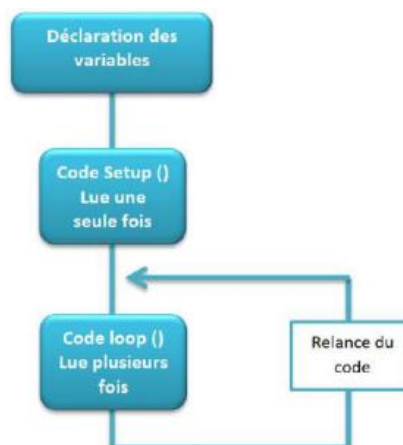 Déclaration des
variables
Code Setup ()
Lue une
seule fois
Code loop ()
Lue plusieurs
fois
Relance du
code